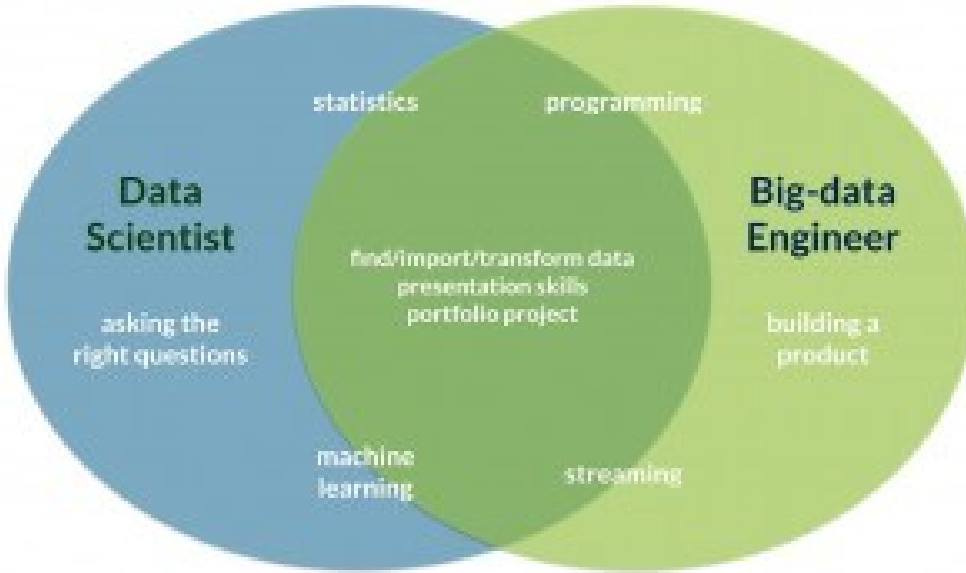 statistics
programming
Data
Scientist
Big-data
Engineer
find/import/transform data
presentation skills
portfolio project
asking the
right questions
building a
product
machine
learning
streaming